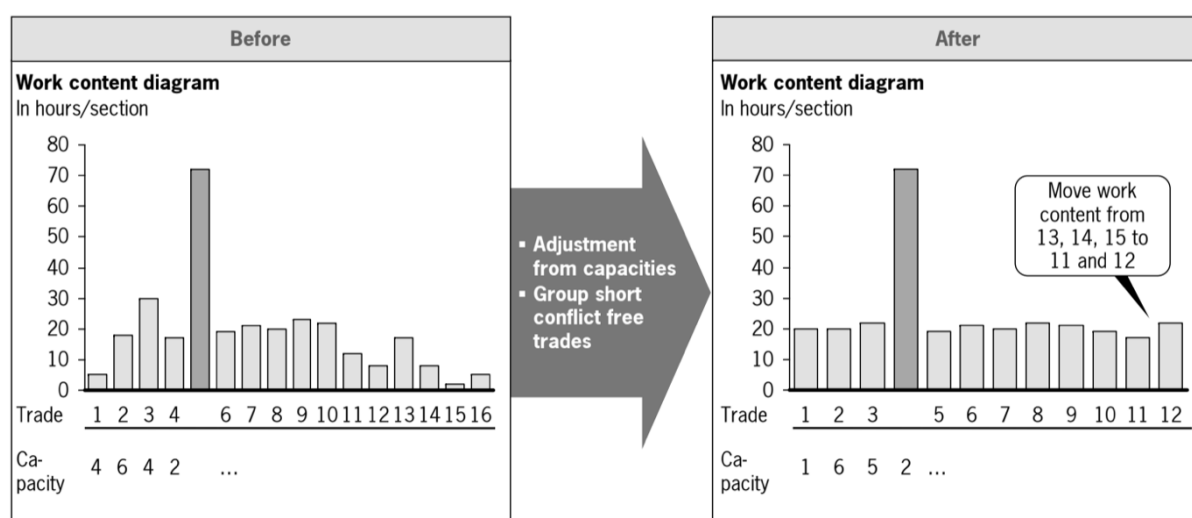 Before
Work content diagram
In hours/section
80
70
60
50
40
30
20
10
0
Trade 1 2 3 4 6 7 8 9 10 11 12 13 14 15 16
Ca-
pacity
4 6 4 2 ...
▪ Adjustment
from capacities
▪ Group short
conflict free
trades
After
Work content diagram
In hours/section
80
70
60
50
40
30
20
10
0
Move work
content from
13, 14, 15 to
11 and 12
Trade 1 2 3 5 6 7 8 9 10 11 12
Ca-
pacity
1 6 5 2 ...